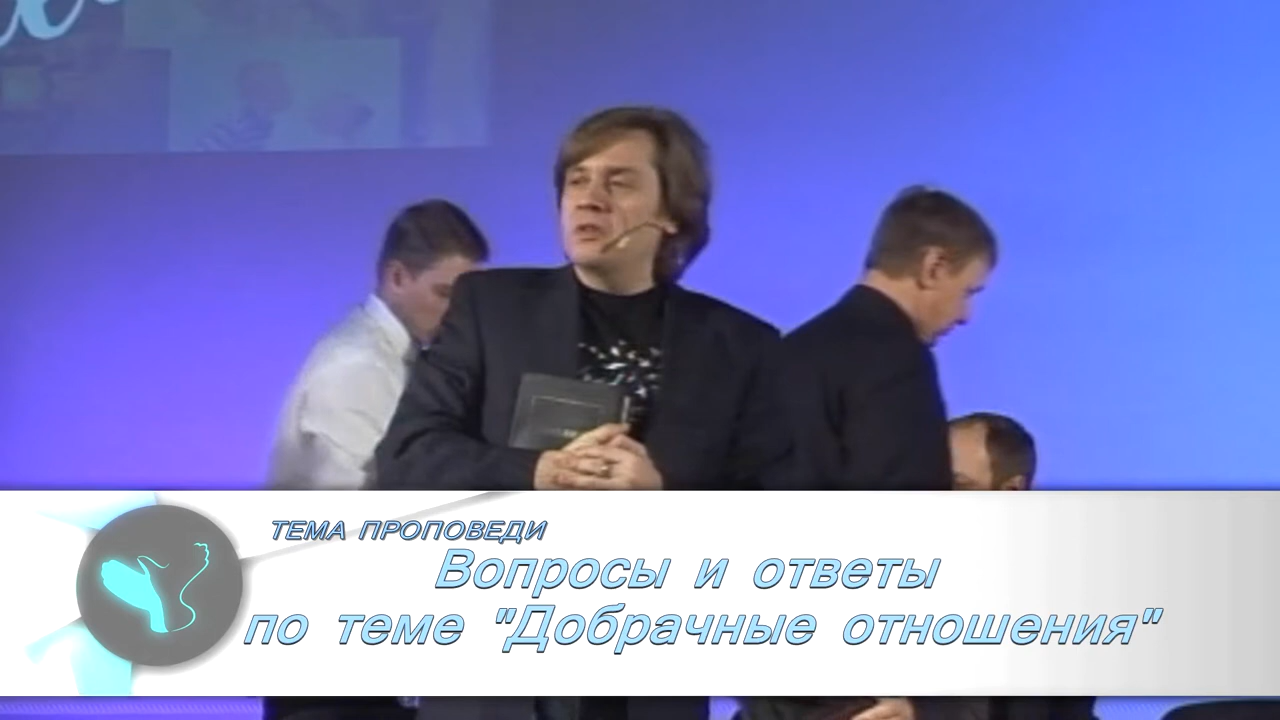 ТЕМА ПРОПОВЕДИ
Вопросы и ответы
по теме "Добрачные отношения"